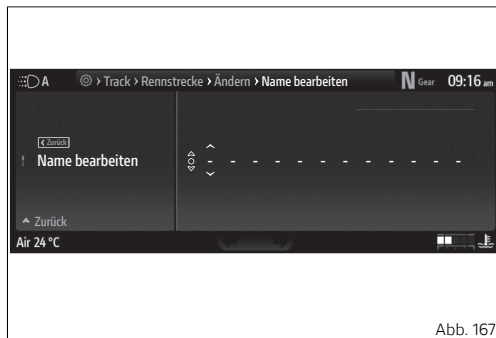 A > Track > Rennstrecke > Ändern > Name bearbeiten N Gear 09:16 am
< Zurück
Name bearbeiten - - - - - - - - - - - -
Zurück
Air 24 °C
Abb. 167